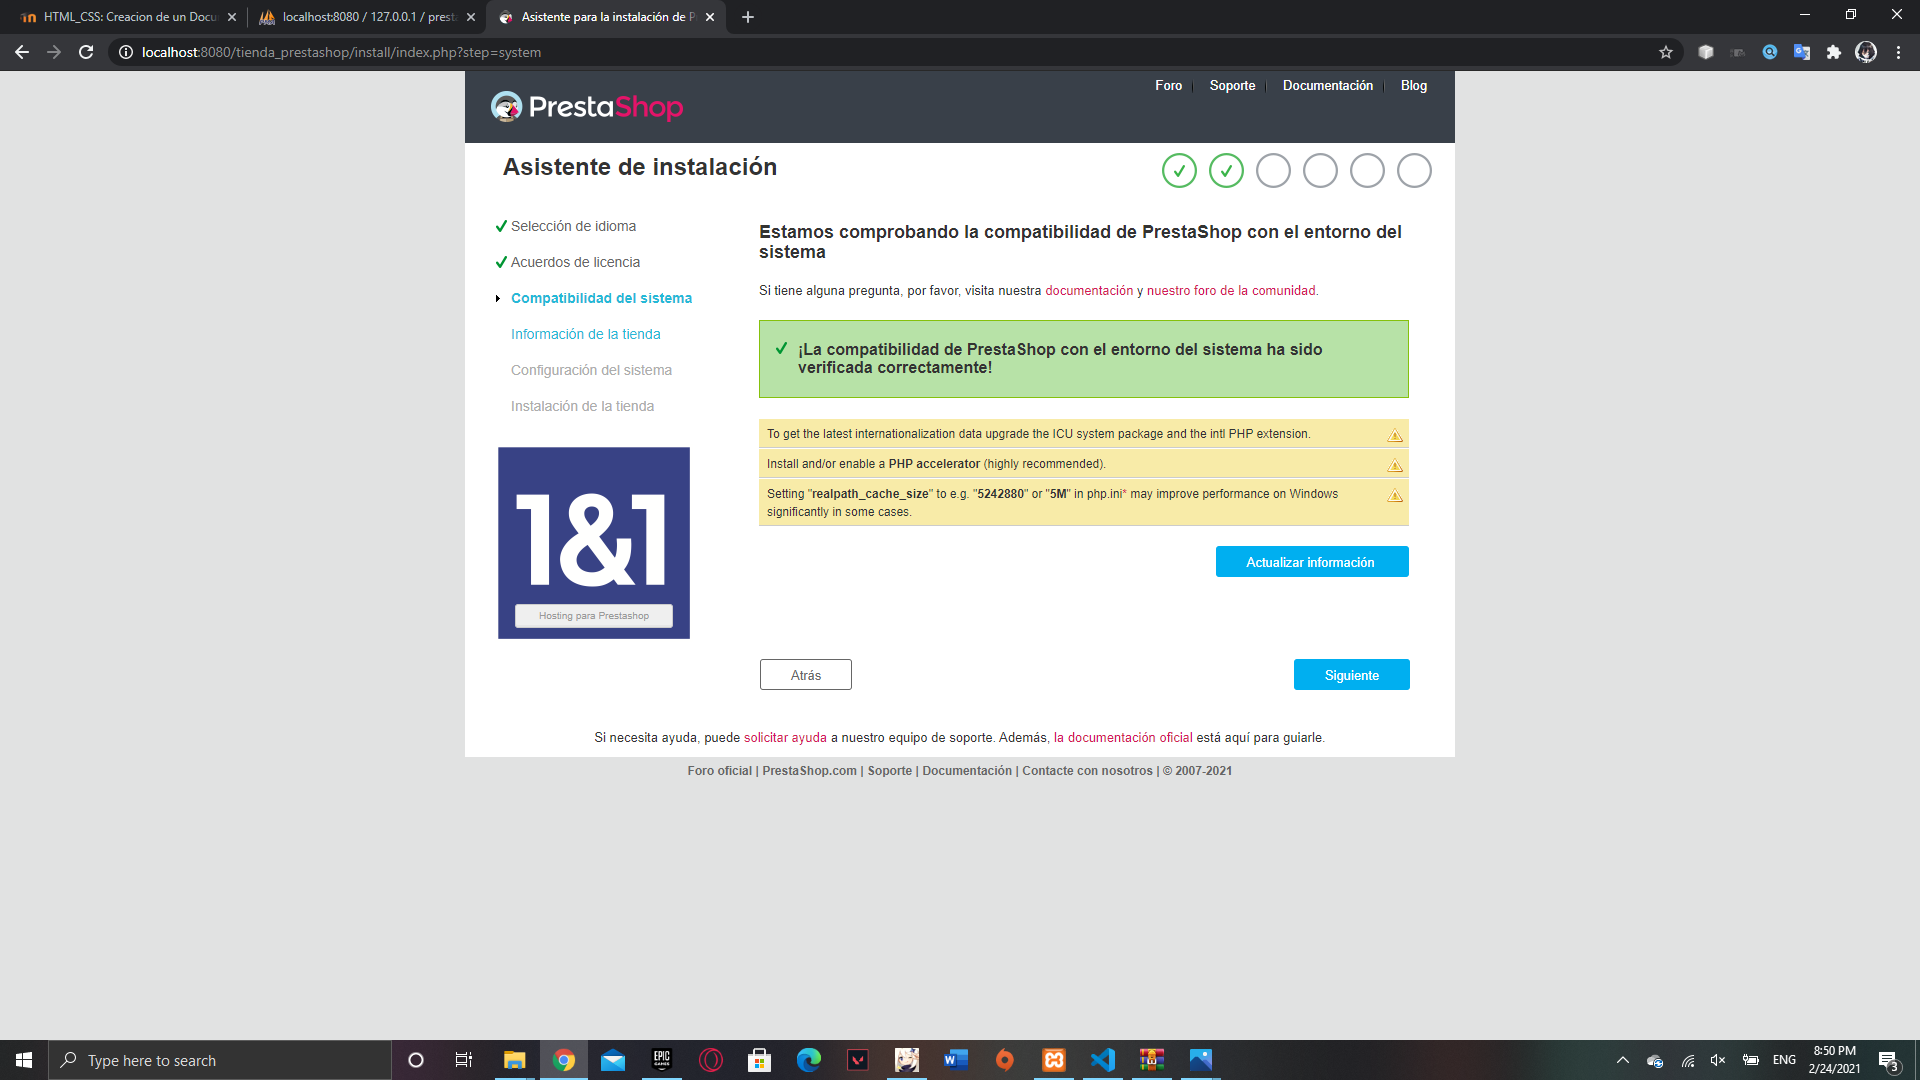 HTML_CSS: Creacion de un Docu
localhost:8080 / 127.0.0.1 / prest
Asistente para la instalación de P
localhost:8080/tienda_prestashop/install/index.php?step=system
Foro
Soporte
Documentación
Blog
PrestaShop
Asistente de instalación
Selección de idioma
Acuerdos de licencia
Compatibilidad del sistema
Información de la tienda
Configuración del sistema
Instalación de la tienda
1&1
Hosting para Prestashop
Estamos comprobando la compatibilidad de PrestaShop con el entorno del
sistema
Si tiene alguna pregunta, por favor, visita nuestra documentación y nuestro foro de la comunidad.
¡La compatibilidad de PrestaShop con el entorno del sistema ha sido
verificada correctamente!
To get the latest internationalization data upgrade the ICU system package and the intl PHP extension.
Install and/or enable a PHP accelerator (highly recommended).
Setting "realpath_cache_size" to e.g. "5242880" or "5M" in php.ini* may improve performance on Windows
significantly in some cases.
Actualizar información
Atrás
Siguiente
Si necesita ayuda, puede solicitar ayuda a nuestro equipo de soporte. Además, la documentación oficial está aquí para guiarle.
Foro oficial | PrestaShop.com | Soporte | Documentación | Contacte con nosotros | © 2007-2021
Type here to search
EPIC
GAMES
ENG
8:50 PM
2/24/2021
3